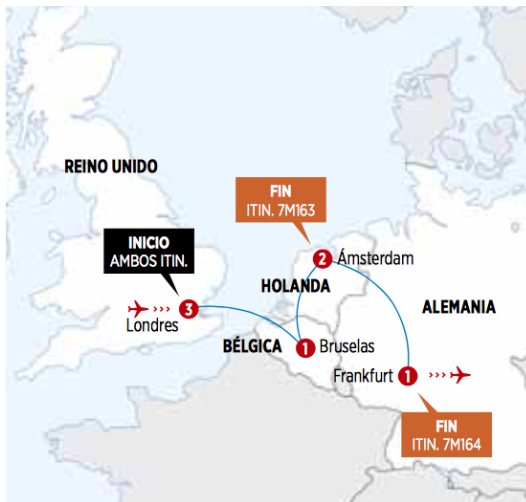 REINO UNIDO
FIN
ITIN. 7M163
INICIO
AMBOS ITIN.
2 Ámsterdam
HOLANDA
ALEMANIA
3
Londres
BÉLGICA
1 Bruselas
Frankfurt 1
FIN
ITIN. 7M164